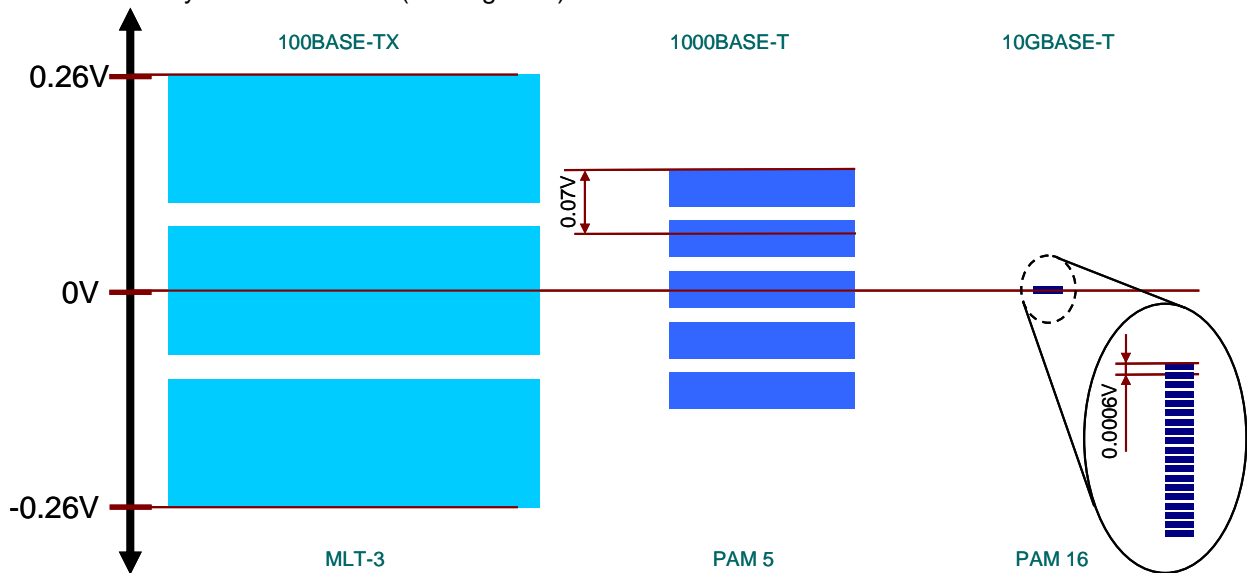 100BASE-TX
1000BASE-T
10GBASE-T
0.26V
0.07V
0V
0.0006V
-0.26V
MLT-3
PAM 5
PAM 16